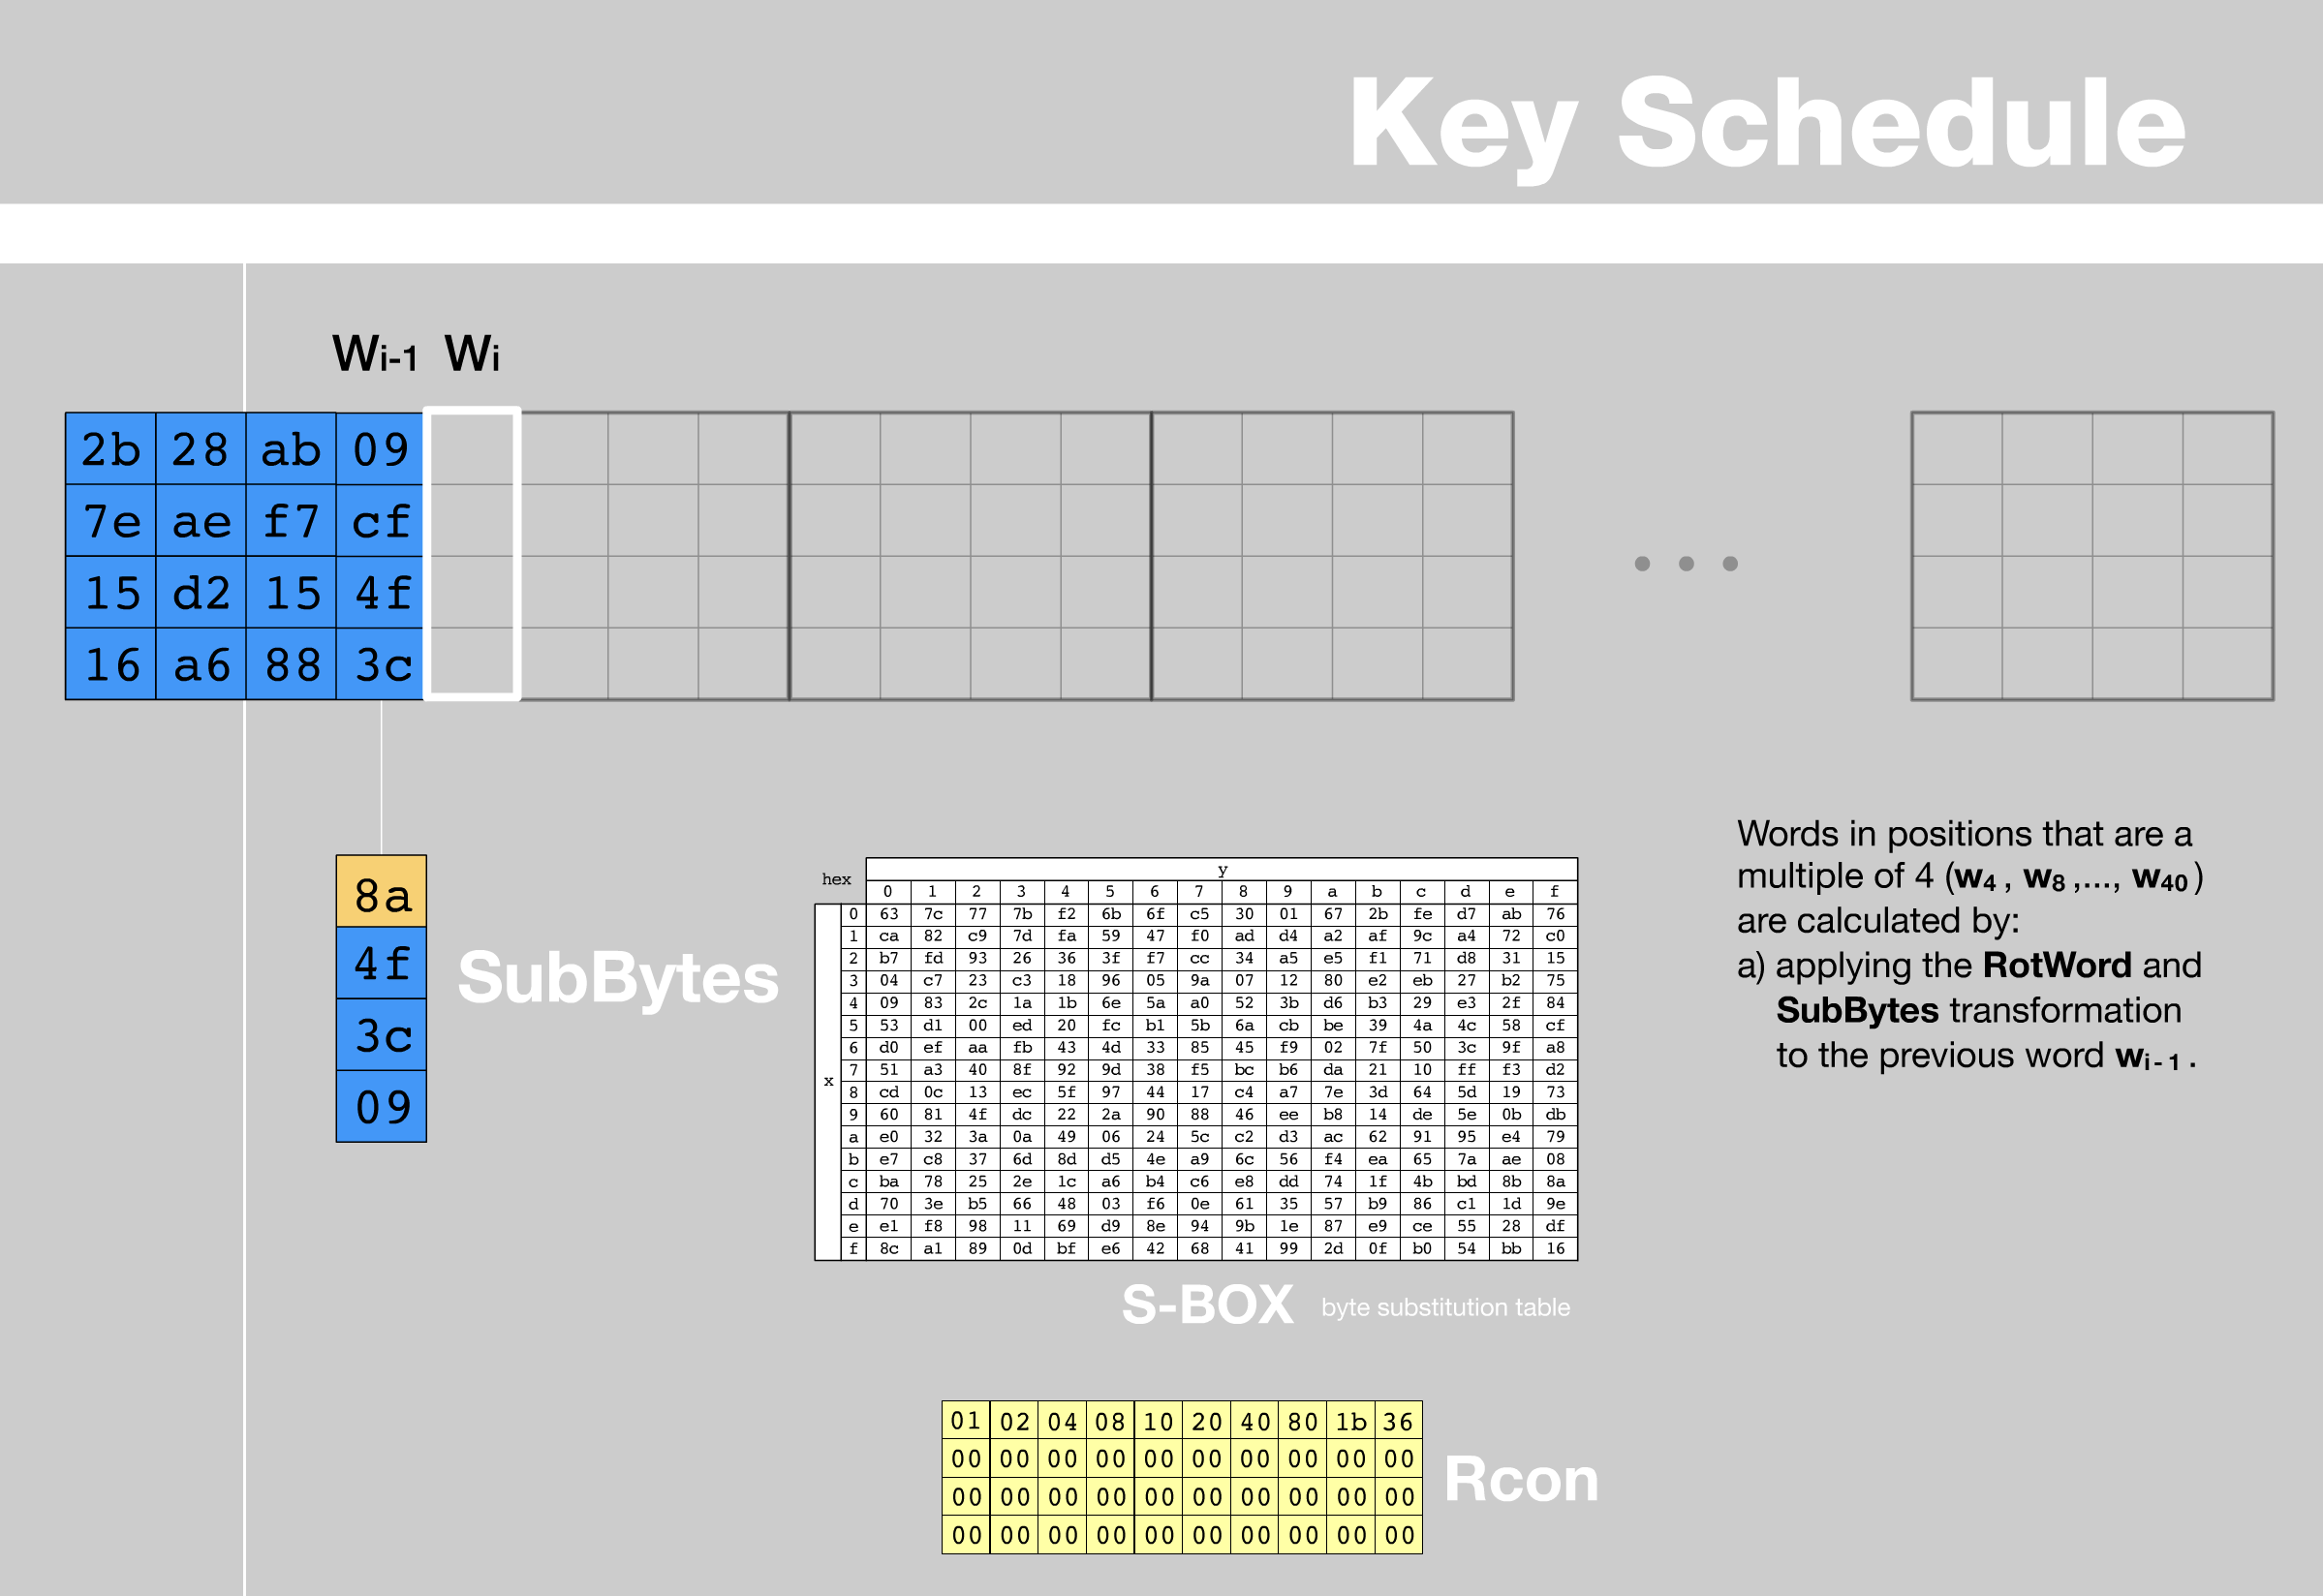 Key Schedule
Wi-1 Wi
2b 28 ab 09
7e ae f7 cf
15 d2 15 4f
16 a6 88 3c
8a
4f
3c
09
SubBytes
hex
y
0 1 2 3 4 5 6 7 8 9 a b c d e f
x
0 63 7c 77 7b f2 6b 6f c5 30 01 67 2b fe d7 ab 76
1 ca 82 c9 7d fa 59 47 f0 ad d4 a2 af 9c a4 72 c0
2 b7 fd 93 26 36 3f f7 cc 34 a5 e5 f1 71 d8 31 15
3 04 c7 23 c3 18 96 05 9a 07 12 80 e2 eb 27 b2 75
4 09 83 2c 1a 1b 6e 5a a0 52 3b d6 b3 29 e3 2f 84
5 53 d1 00 ed 20 fc b1 5b 6a cb be 39 4a 4c 58 cf
6 d0 ef aa fb 43 4d 33 85 45 f9 02 7f 50 3c 9f a8
7 51 a3 40 8f 92 9d 38 f5 bc b6 da 21 10 ff f3 d2
8 cd 0c 13 ec 5f 97 44 17 c4 a7 7e 3d 64 5d 19 73
9 60 81 4f dc 22 2a 90 88 46 ee b8 14 de 5e 0b db
a e0 32 3a 0a 49 06 24 5c c2 d3 ac 62 91 95 e4 79
b e7 c8 37 6d 8d d5 4e a9 6c 56 f4 ea 65 7a ae 08
c ba 78 25 2e 1c a6 b4 c6 e8 dd 74 1f 4b bd 8b 8a
d 70 3e b5 66 48 03 f6 0e 61 35 57 b9 86 c1 1d 9e
e e1 f8 98 11 69 d9 8e 94 9b 1e 87 e9 ce 55 28 df
f 8c a1 89 0d bf e6 42 68 41 99 2d 0f b0 54 bb 16
S-BOX byte substitution table
Words in positions that are a
multiple of 4 (w4 , w8 ,..., w40 )
are calculated by:
a) applying the RotWord and
SubBytes transformation
to the previous word wi-1 .
01 02 04 08 10 20 40 80 1b 36
00 00 00 00 00 00 00 00 00 00
00 00 00 00 00 00 00 00 00 00
00 00 00 00 00 00 00 00 00 00
Rcon